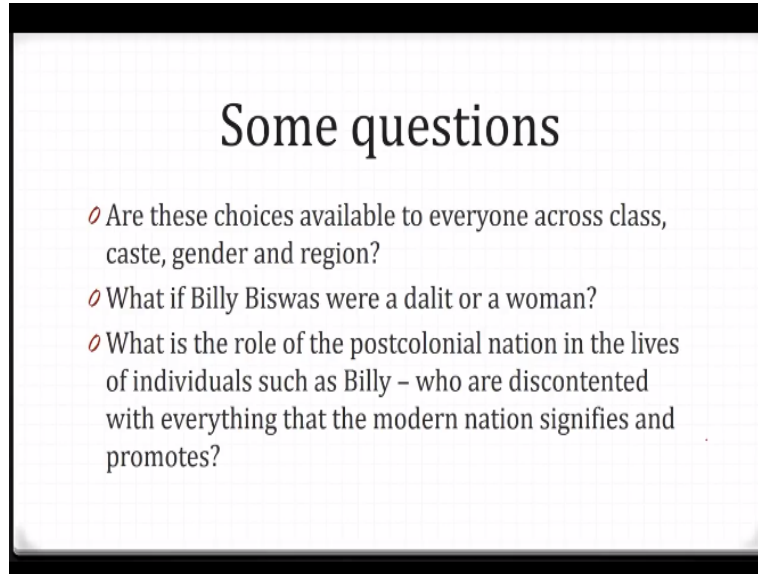 Some questions
Are these choices available to everyone across class,
caste, gender and region?
What if Billy Biswas were a dalit or a woman?
What is the role of the postcolonial nation in the lives
of individuals such as Billy – who are discontented
with everything that the modern nation signifies and
promotes?